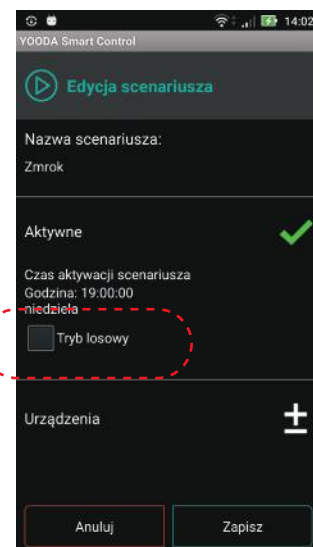 14:02
YOODA Smart Control
Edycja scenariusza
Nazwa scenariusza:
Zmrok
Aktywne
Czas aktywacji scenariusza
Godzina: 19:00:00
niedziela
Tryb losowy
Urządzenia
Anuluj
Zapisz